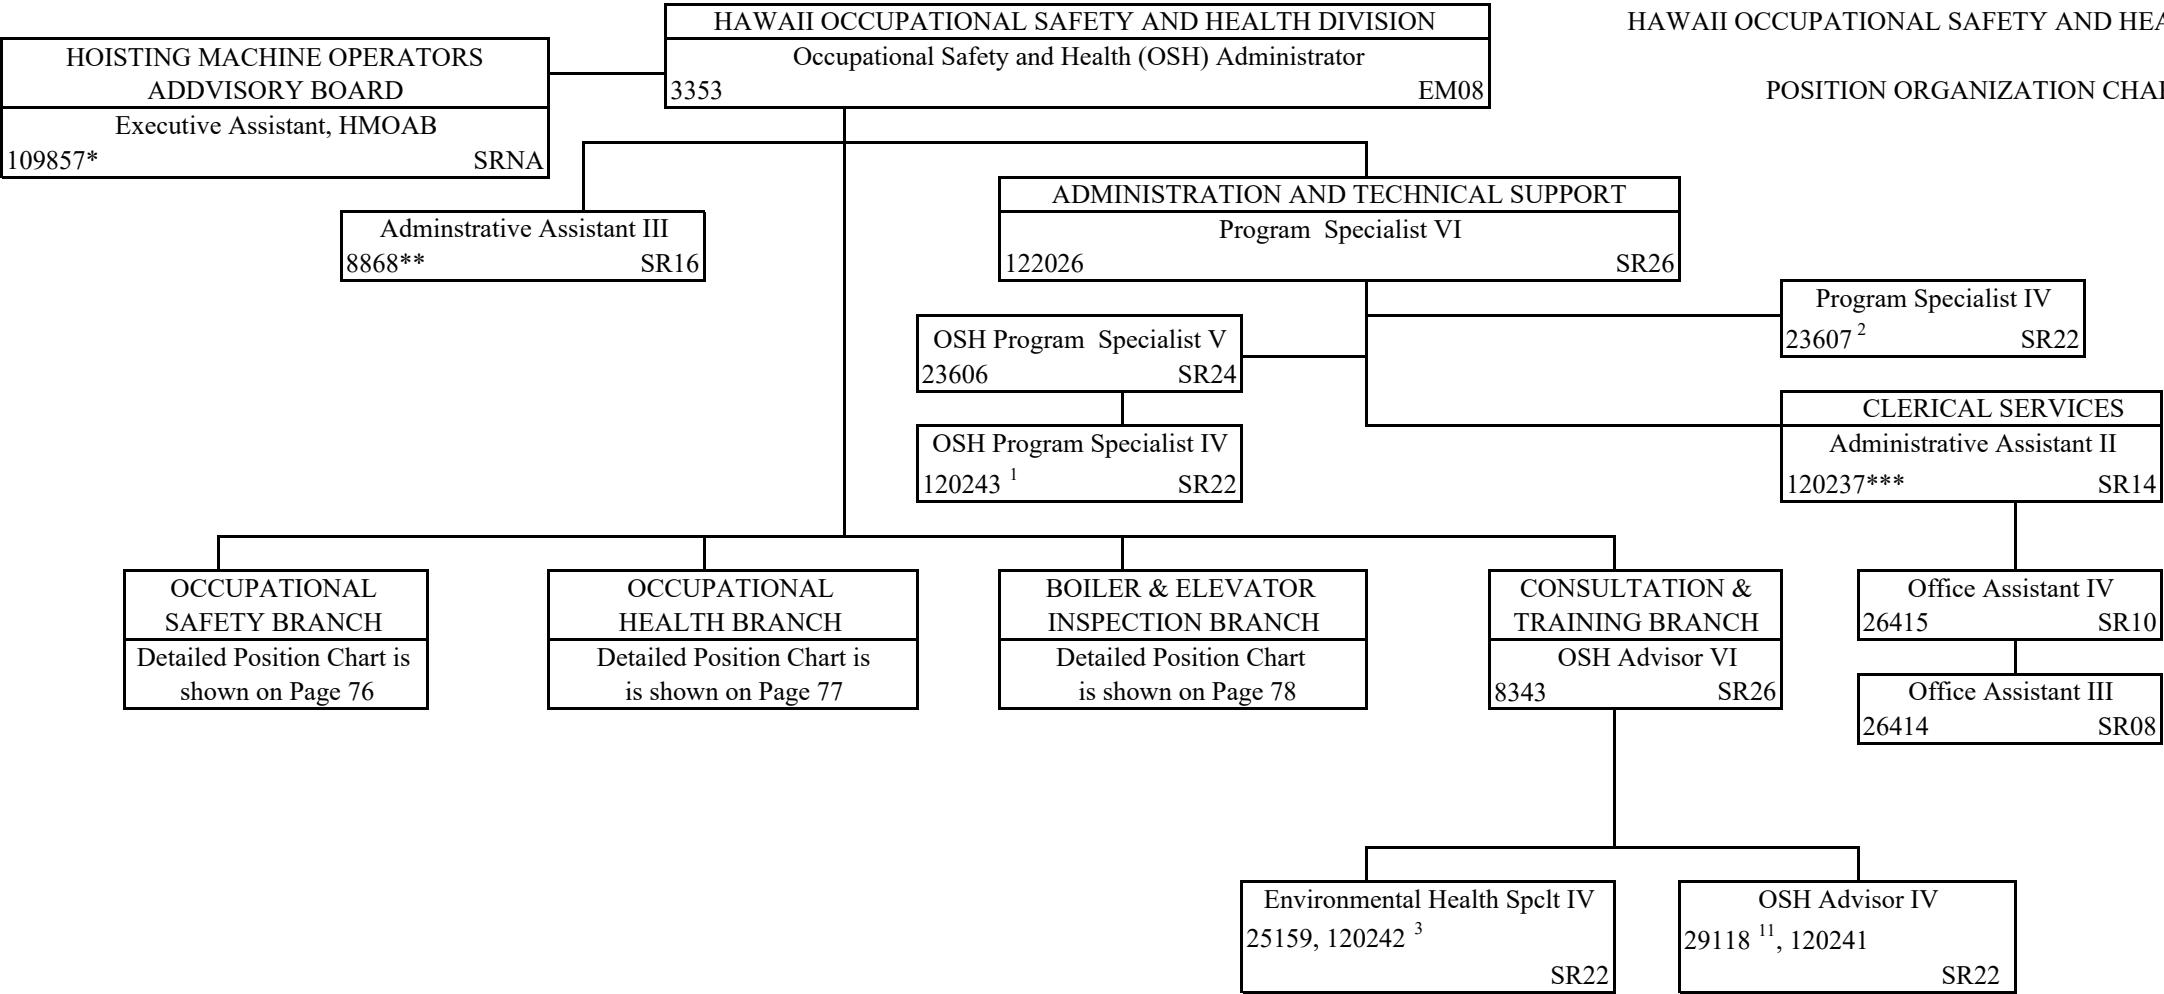 HAWAII OCCUPATIONAL SAFETY AND HEALTH DIVISION
Occupational Safety and Health (OSH) Administrator
3353 EM08
HAWAII OCCUPATIONAL SAFETY AND HEA
POSITION ORGANIZATION CHA
HOISTING MACHINE OPERATORS
ADDVISORY BOARD
Executive Assistant, HMOAB
109857* SRNA
Adminstrative Assistant III
8868** SR16
ADMINISTRATION AND TECHNICAL SUPPORT
Program Specialist VI
122026 SR26
Program Specialist IV
23607 2 SR22
OSH Program Specialist V
23606 SR24
OSH Program Specialist IV
120243 1 SR22
CLERICAL SERVICES
Administrative Assistant II
120237*** SR14
OCCUPATIONAL
SAFETY BRANCH
Detailed Position Chart is
shown on Page 76
OCCUPATIONAL
HEALTH BRANCH
Detailed Position Chart is
is shown on Page 77
BOILER & ELEVATOR
INSPECTION BRANCH
Detailed Position Chart
is shown on Page 78
CONSULTATION &
TRAINING BRANCH
OSH Advisor VI
8343 SR26
Office Assistant IV
26415 SR10
Office Assistant III
26414 SR08
Environmental Health Spclt IV
25159, 120242 3
SR22
OSH Advisor IV
29118 11, 120241
SR22